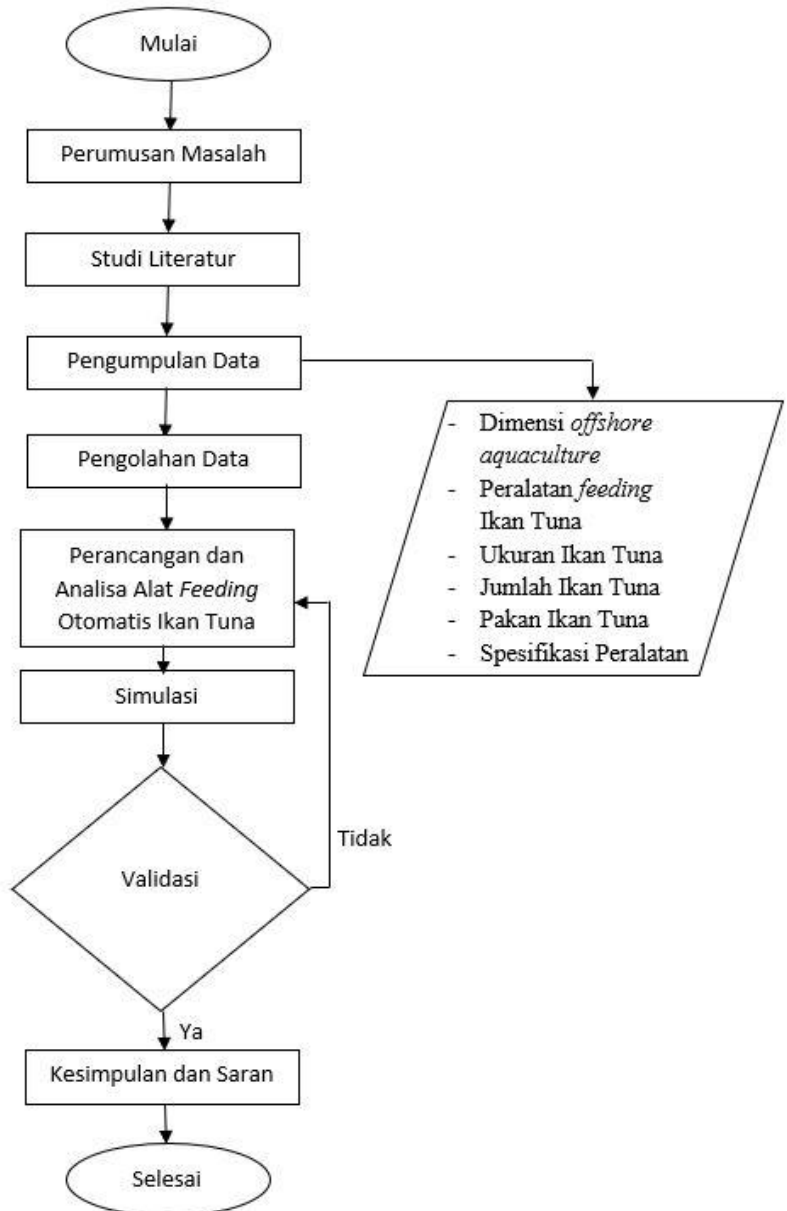 Mulai
Perumusan Masalah
Studi Literatur
Pengumpulan Data
- Dimensi offshore
aquaculture
- Peralatan feeding
Ikan Tuna
- Ukuran Ikan Tuna
- Jumlah Ikan Tuna
- Pakan Ikan Tuna
- Spesifikasi Peralatan
Pengolahan Data
Perancangan dan
Analisa Alat Feeding
Otomatis Ikan Tuna
Simulasi
Validasi
Tidak
Ya
Kesimpulan dan Saran
Selesai